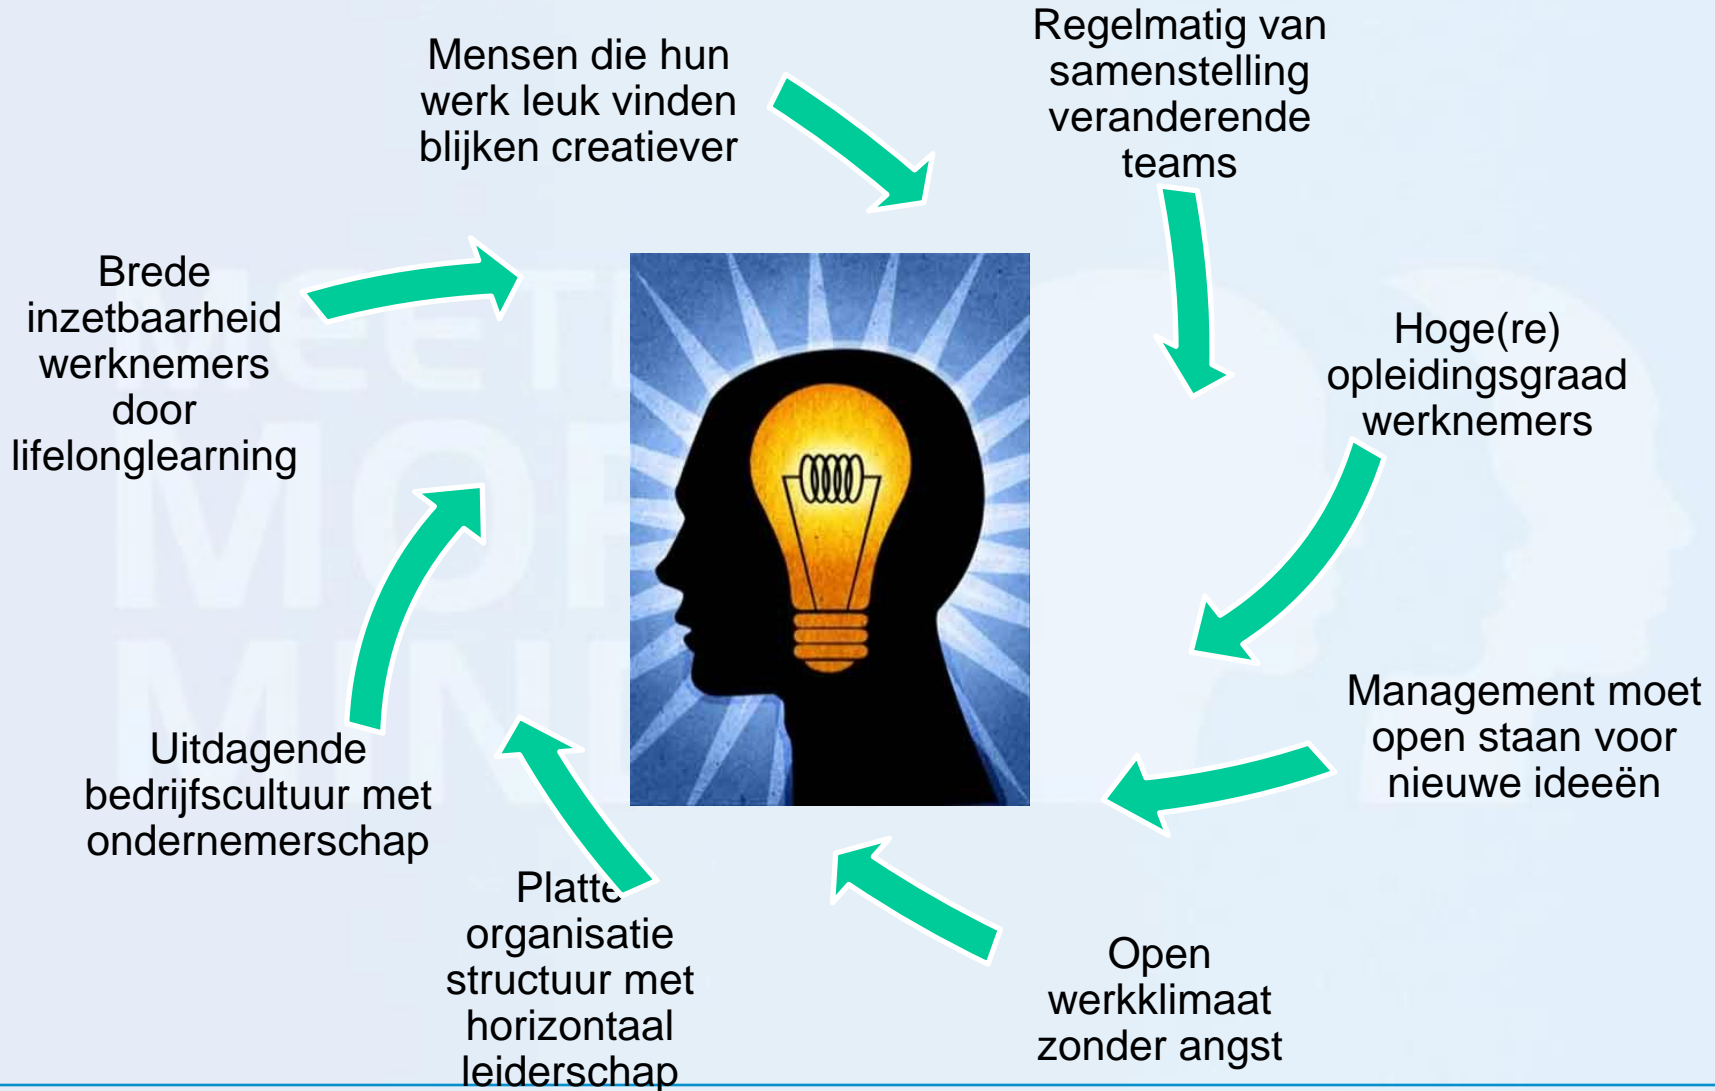 Mensen die hun
werk leuk vinden
blijken creatiever
Regelmatig van
samenstelling
veranderende
teams
Hoge(re)
opleidingsgraad
werknemers
Management moet
open staan voor
nieuwe ideeën
Open
werkklimaat
zonder angst
Platte
organisatie
structuur met
horizontaal
leiderschap
Uitdagende
bedrijfscultuur met
ondernemerschap
Brede
inzetbaarheid
werknemers
door
lifelonglearning